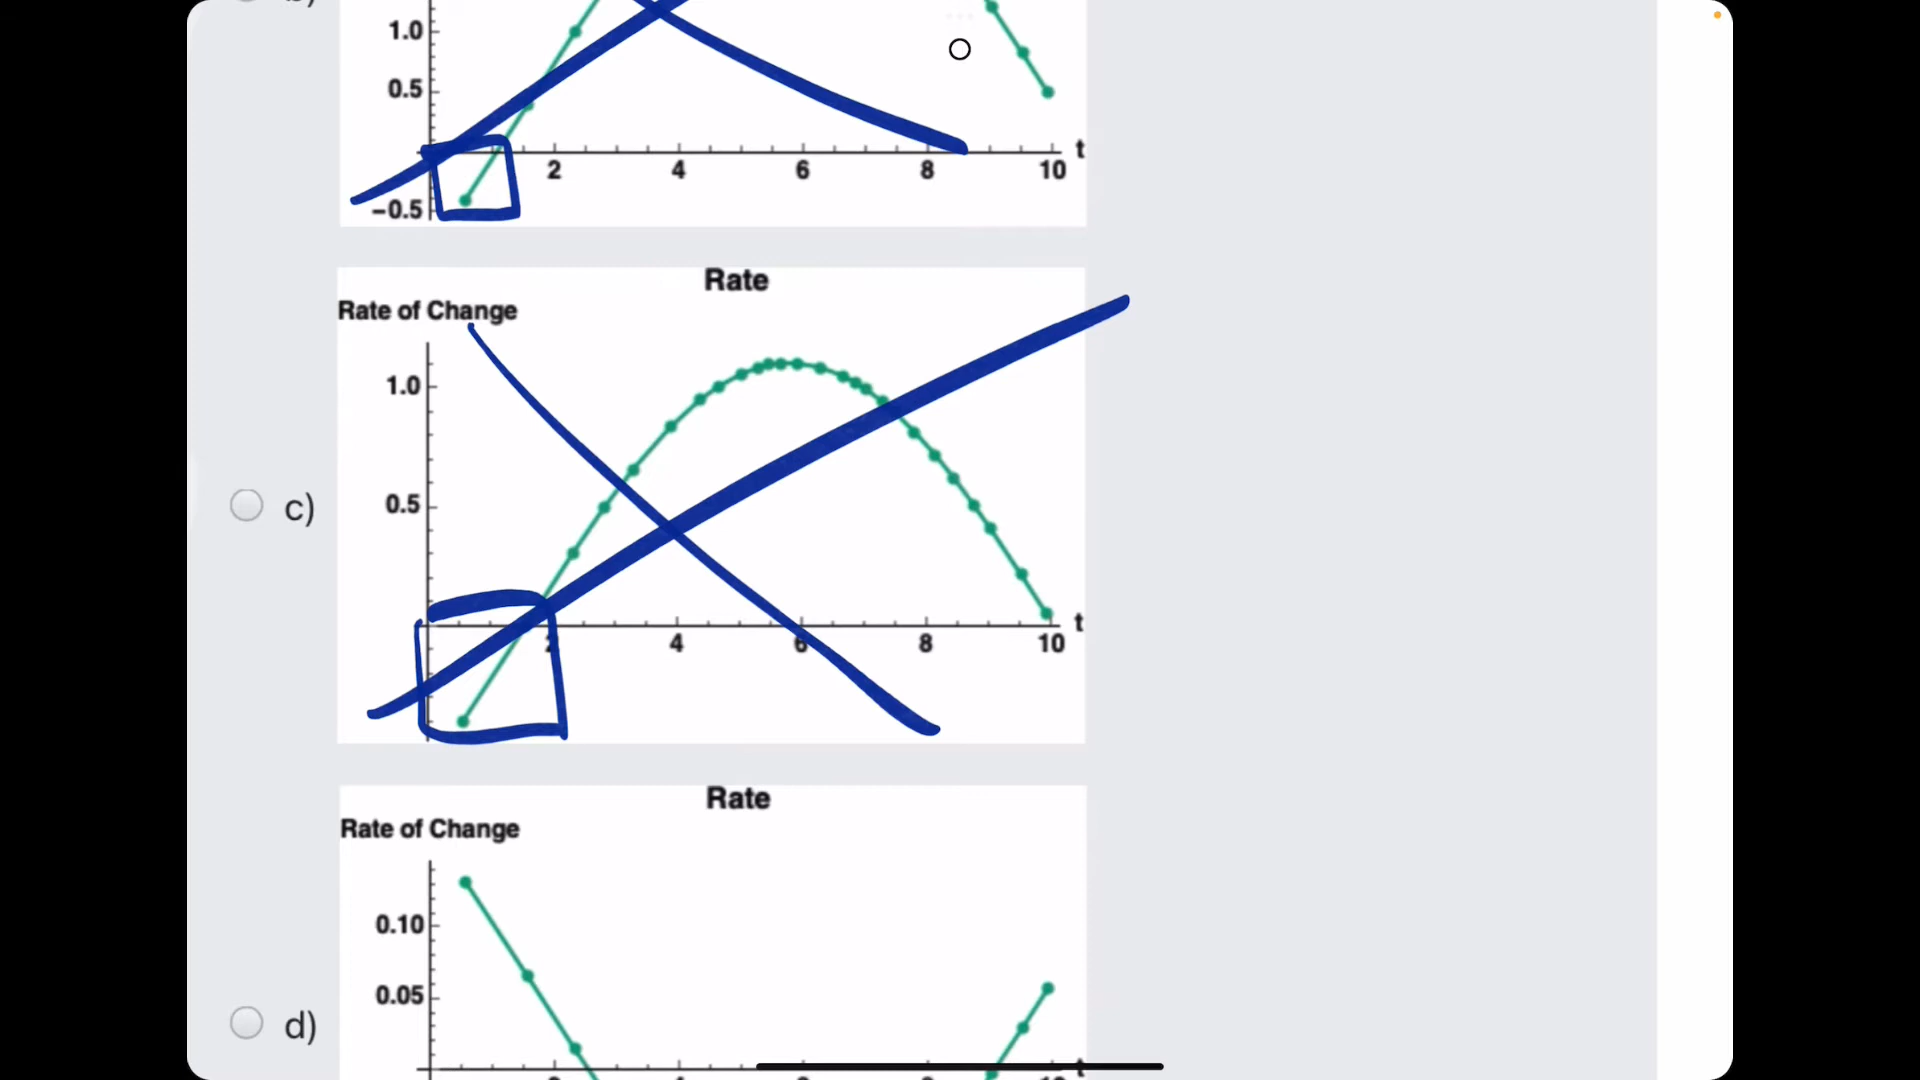 1.0
0.5
2 4 6 8 10 t
−0.5
Rate
Rate of Change
1.0
0.5
c)
2 4 6 8 10 t
Rate
Rate of Change
0.10
0.05
d)